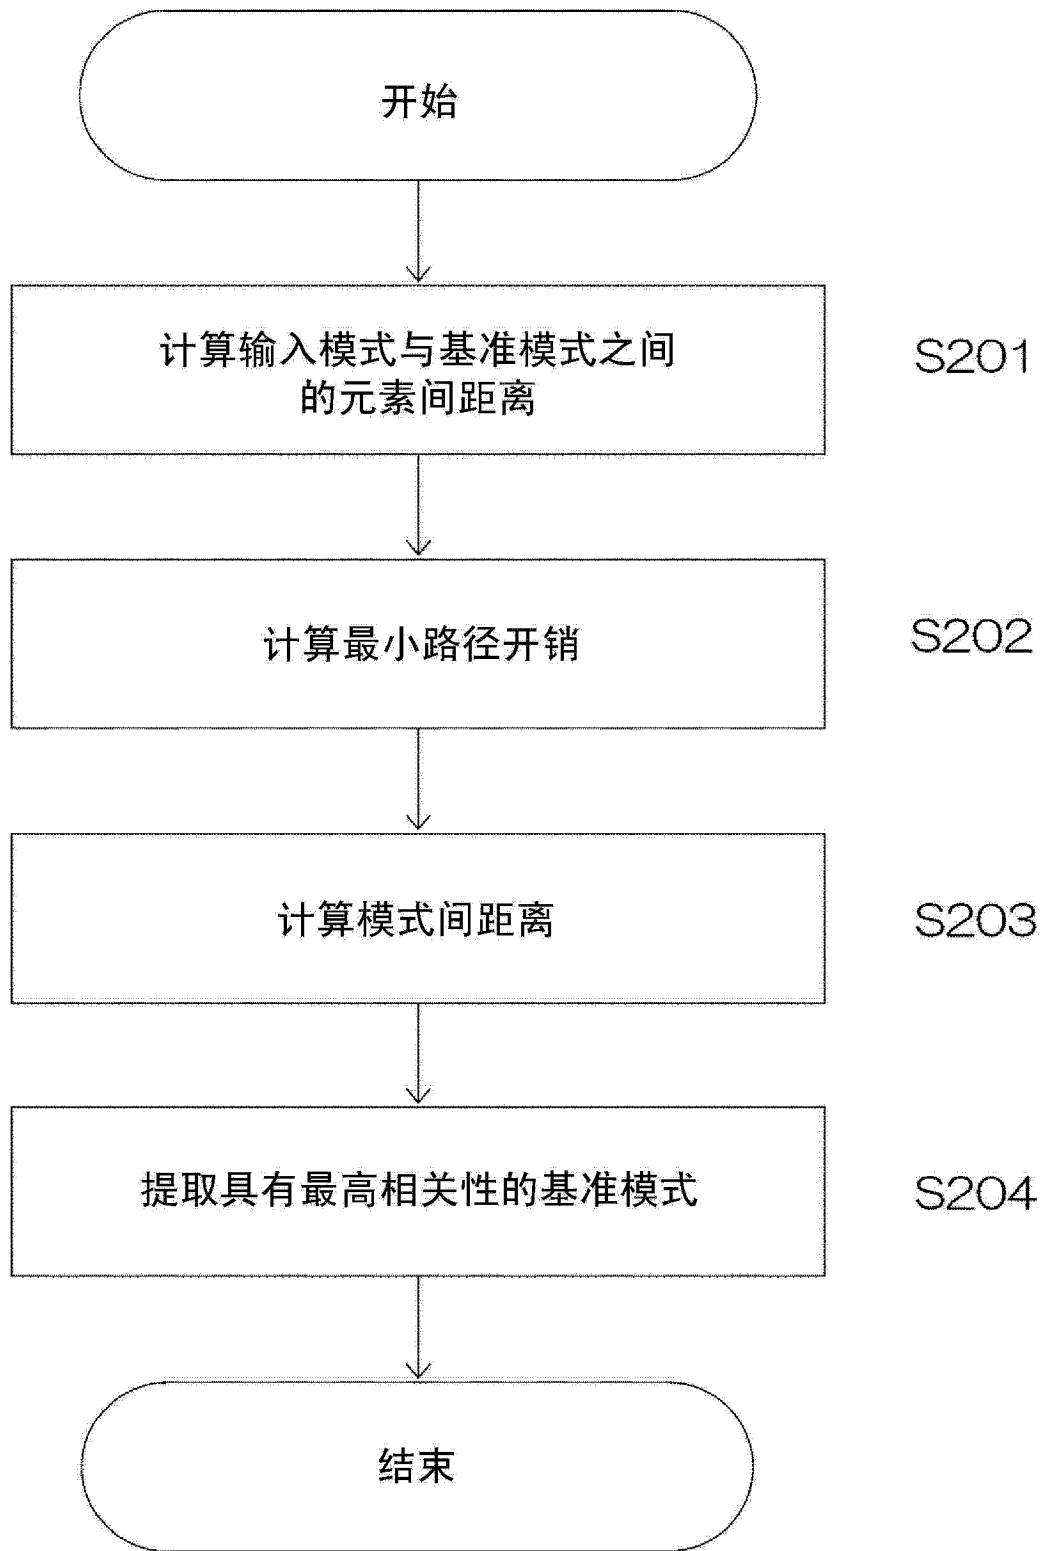 开始
计算输入模式与基准模式之间
的元素间距离
S201
计算最小路径开销
S202
计算模式间距离
S203
提取具有最高相关性的基准模式
S204
结束